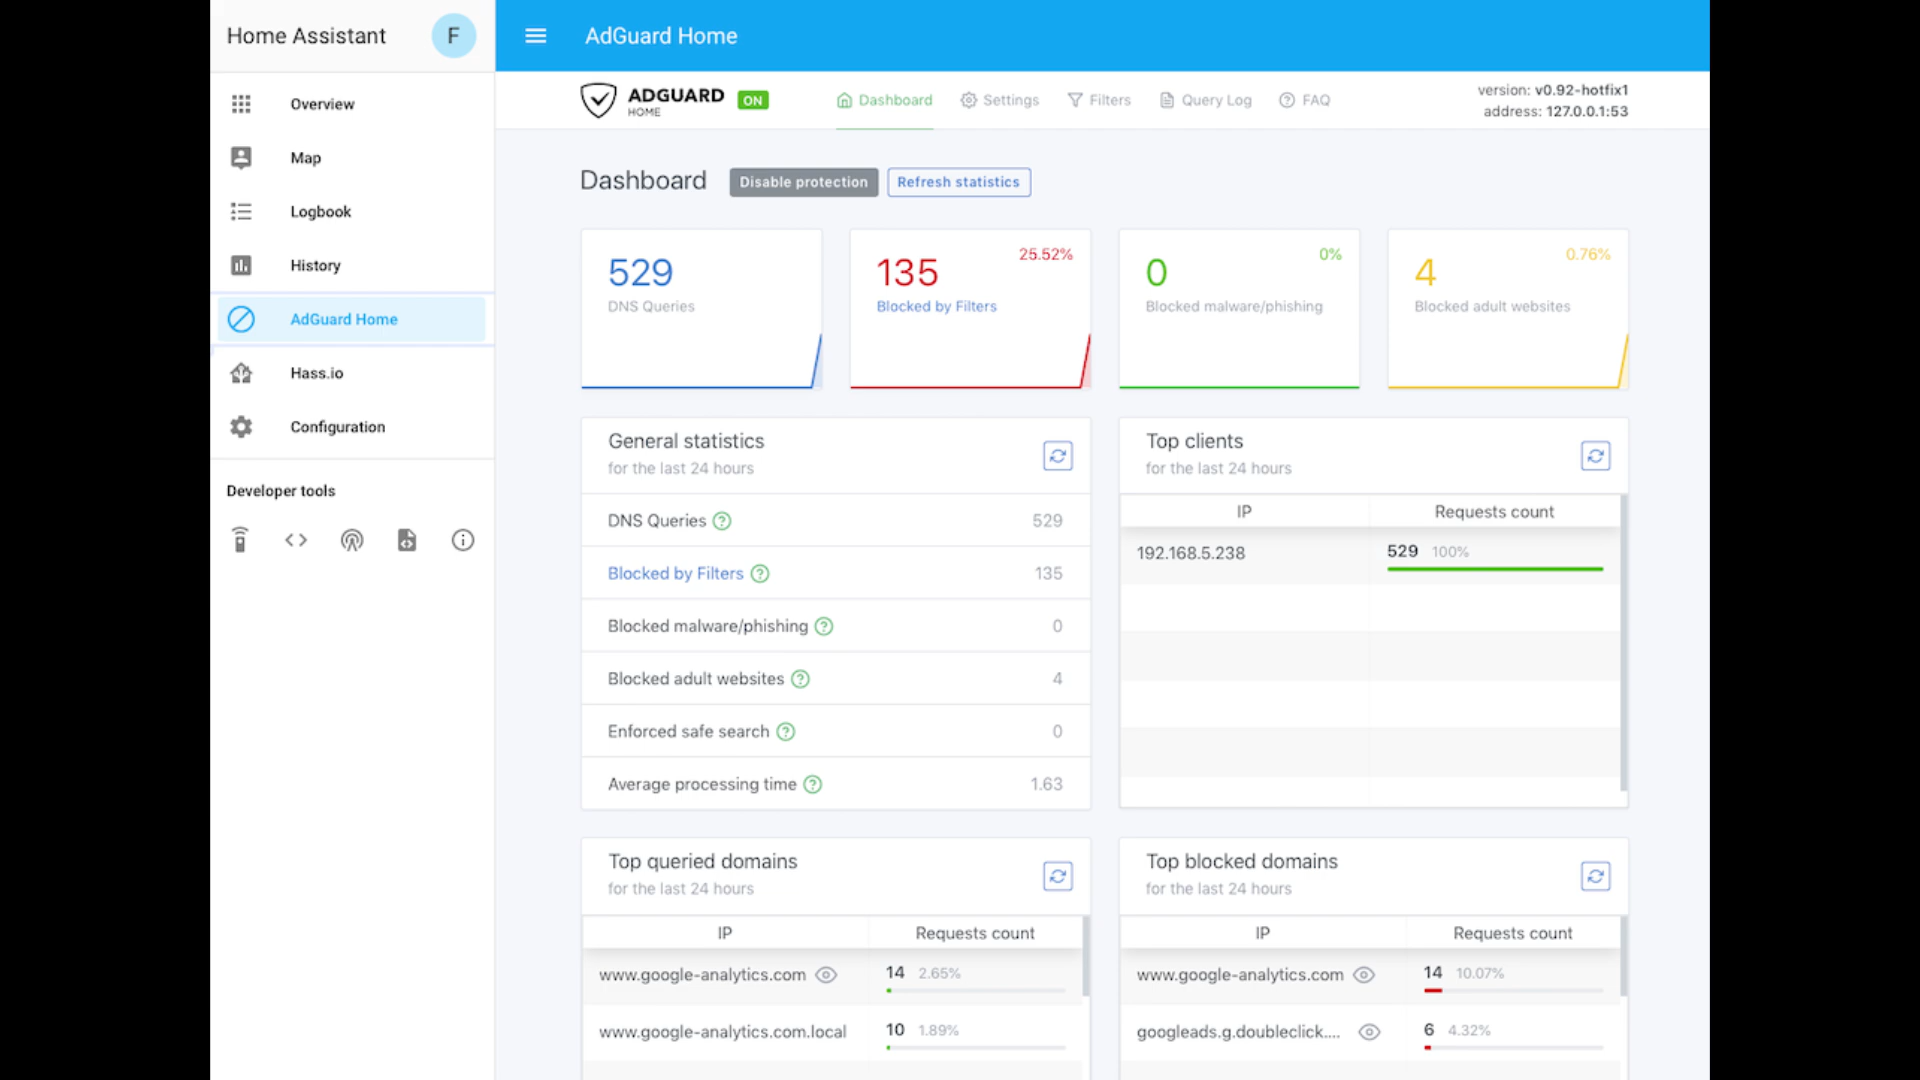 Home Assistant
F
Overview
Map
Logbook
History
AdGuard Home
Hass.io
Configuration
Developer tools
AdGuard Home
ADGUARD
HOME
ON
Dashboard
Settings
Filters
Query Log
FAQ
version: v0.92-hotfix1
address: 127.0.0.1:53
Dashboard
Disable protection
Refresh statistics
529
DNS Queries
25.52%
135
Blocked by Filters
0%
0
Blocked malware/phishing
0.76%
4
Blocked adult websites
General statistics
for the last 24 hours
DNS Queries ? 529
Blocked by Filters ? 135
Blocked malware/phishing ? 0
Blocked adult websites ? 4
Enforced safe search ? 0
Average processing time ? 1.63
Top clients
for the last 24 hours
IP Requests count
192.168.5.238 529 100%
Top queried domains
for the last 24 hours
IP Requests count
www.google-analytics.com 14 2.65%
www.google-analytics.com.local 10 1.89%
Top blocked domains
for the last 24 hours
IP Requests count
www.google-analytics.com 14 10.07%
googleads.g.doubleclick.... 6 4.32%